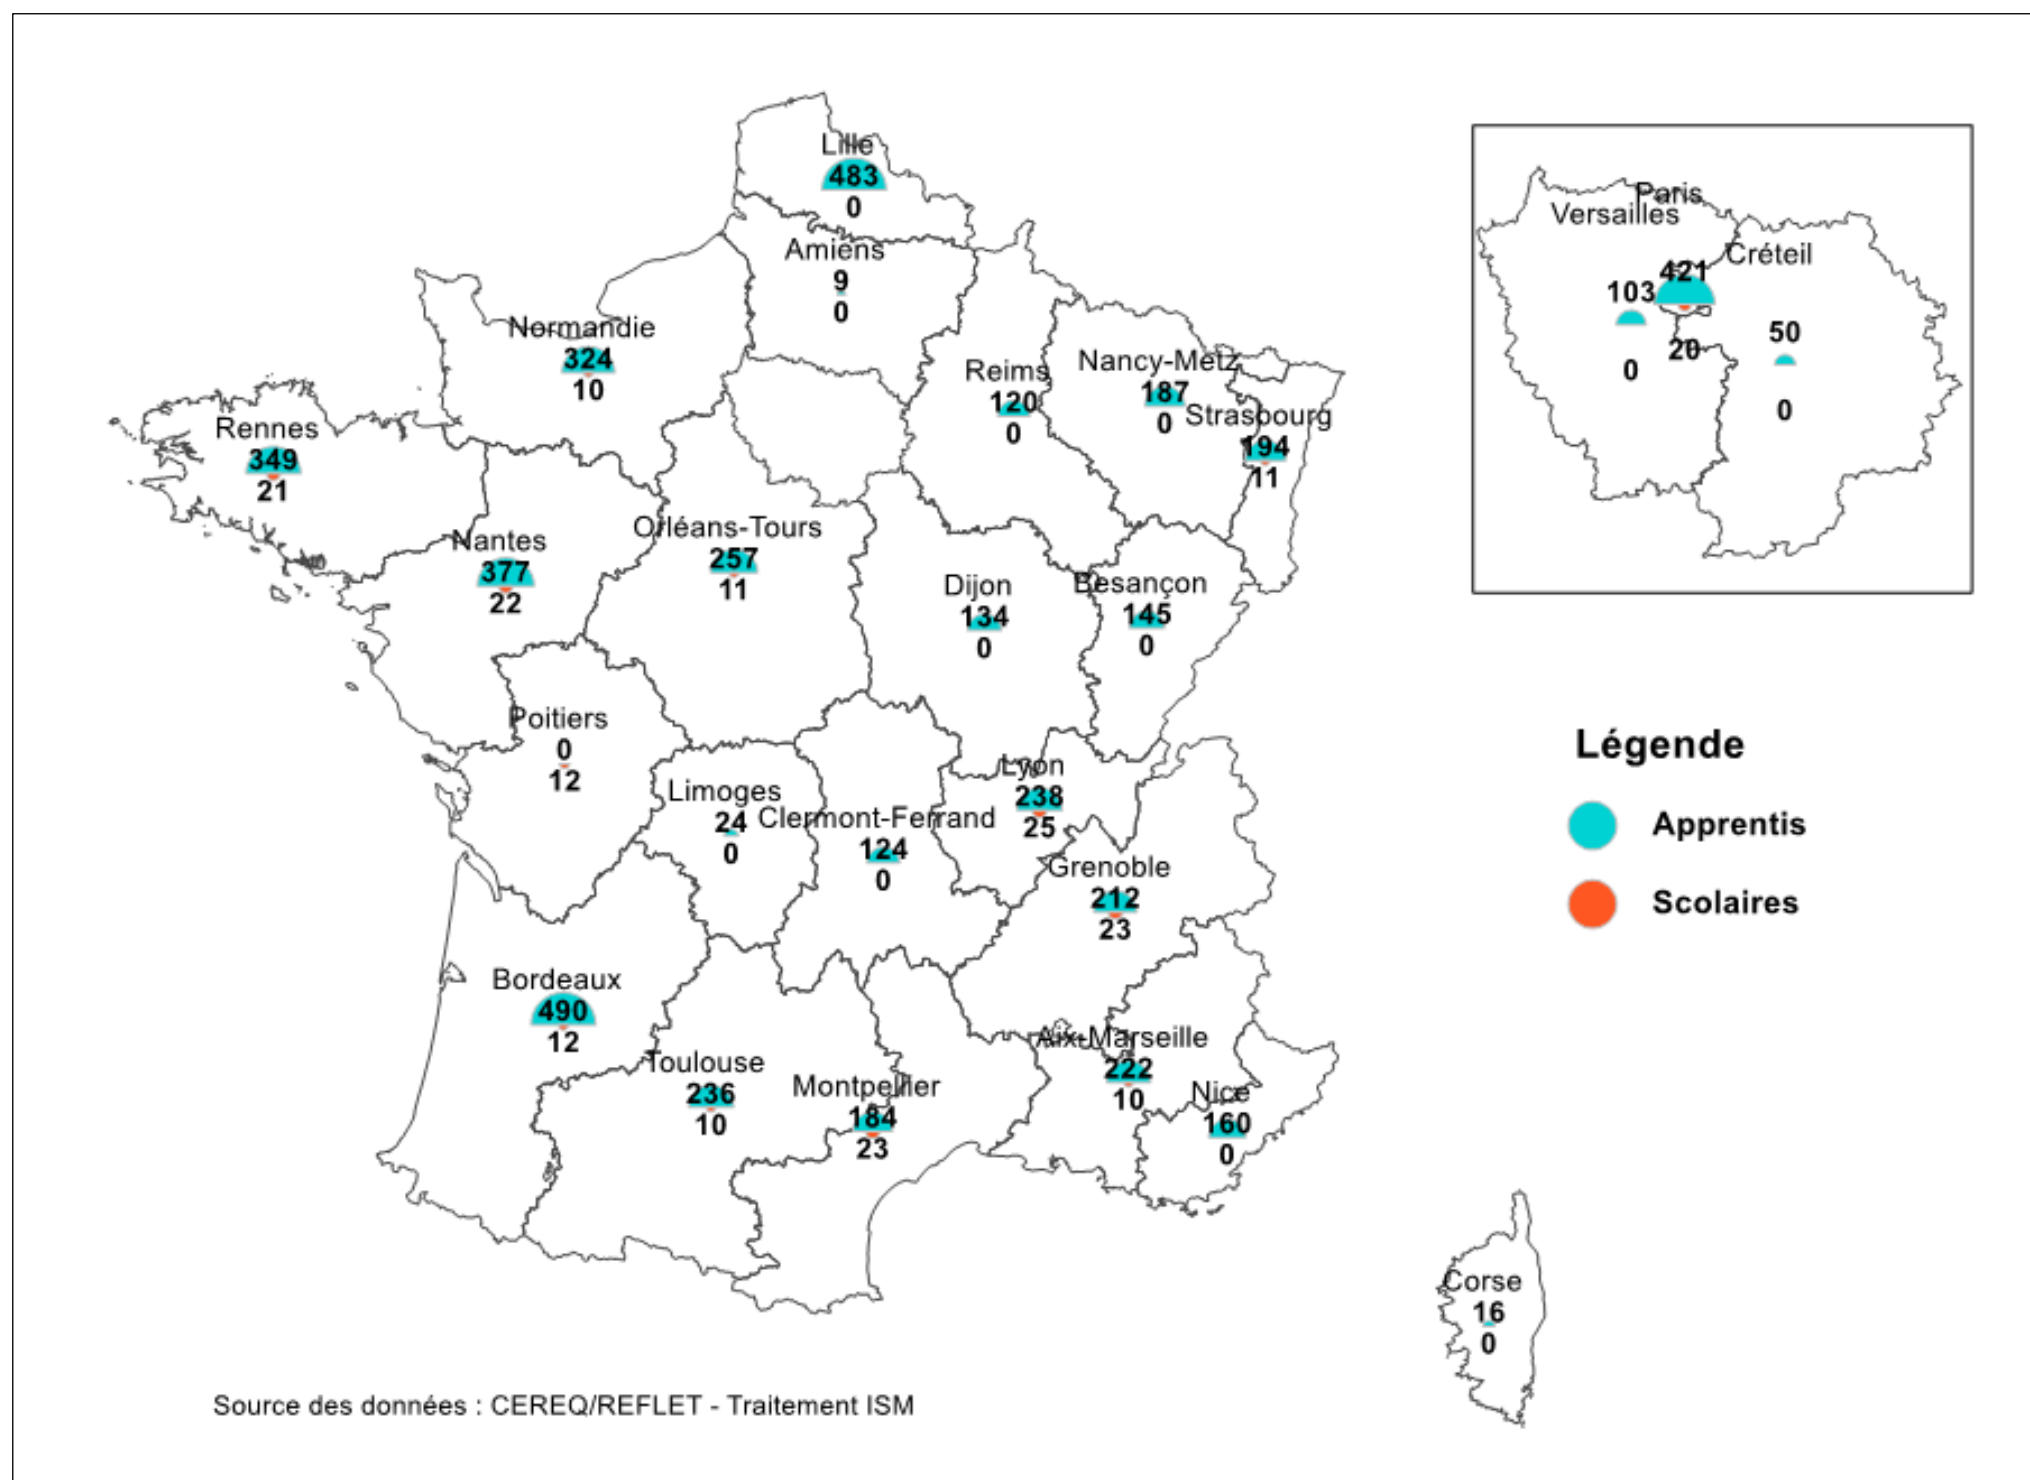 Lille
483
0
Amiens
9
0
Normandie
324
10
Reims
120
0
Nancy-Metz
187
0
Strasbourg
194
11
Rennes
349
21
Nantes
377
22
Orléans-Tours
257
11
Dijon
134
0
Besançon
145
0
Poitiers
0
12
Limoges
24
0
Clermont-Ferrand
124
0
Lyon
238
25
Grenoble
212
23
Bordeaux
490
12
Toulouse
236
10
Montpellier
184
23
Aix-Marseille
222
10
Nice
160
0
Corse
16
0
Paris
421
20
Versailles
103
0
Créteil
50
0
Légende
Apprentis
Scolaires
Source des données : CEREQ/REFLET - Traitement ISM